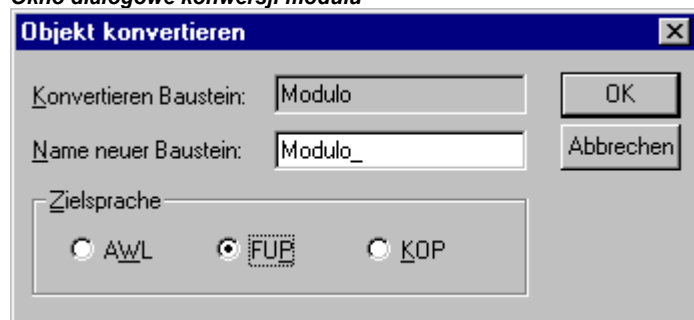 Okno dialogowe konwersji modułu
Objekt konvertieren
Konvertieren Baustein: Modulo OK
Name neuer Baustein: Modulo_ Abbrechen
Zielsprache
AWL FUP KOP